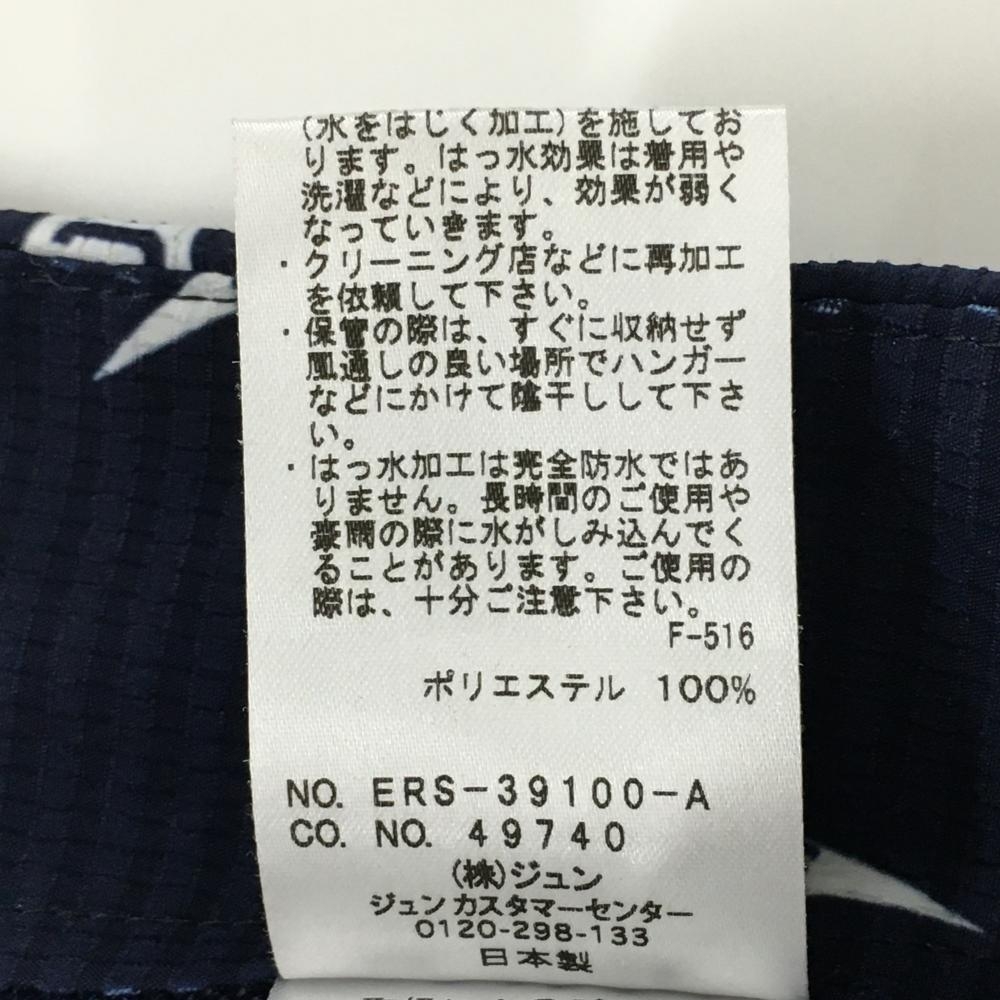 (水をはじく加工)を施してお
ります。はっ水効果は着用や
洗濯などにより、効果が弱く
なっていきます。
・クリーニング店などに再加工
を依頼して下さい。
・保管の際は、すぐに収納せず
風通しの良い場所でハンガー
などにかけて陰干しして下さ
い。
・はっ水加工は完全防水ではあ
りません。長時間のご使用や
豪雨の際に水がしみ込んでく
ることがあります。ご使用の
際は、十分ご注意下さい。
F-516
ポリエステル 100%
NO. ERS-39100-A
CO. NO. 49740
(株)ジュン
ジュンカスタマーセンター
0120-298-133
日本製